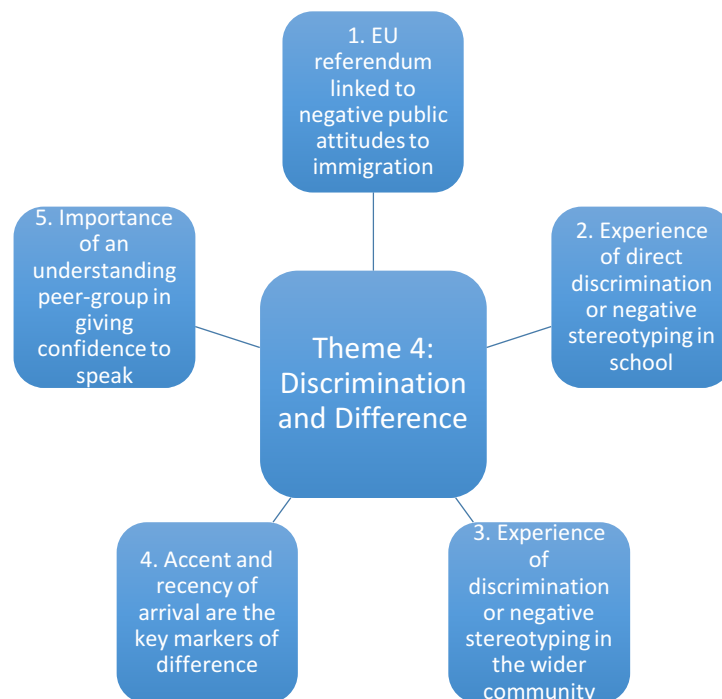 1. EU
referendum
linked to
negative public
attitudes to
immigration
2. Experience
of direct
discrimination
or negative
stereotyping in
school
3. Experience
of
discrimination
or negative
stereotyping in
the wider
community
4. Accent and
recency of
arrival are the
key markers of
difference
5. Importance
of an
understanding
peer-group in
giving
confidence to
speak
Theme 4:
Discrimination
and Difference